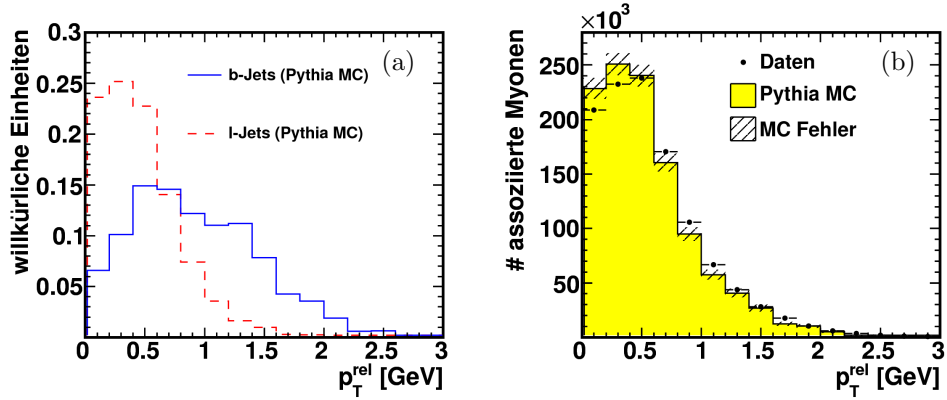 willkürliche Einheiten
0.3
0.25
0.2
0.15
0.1
0.05
(a)
b-Jets (Pythia MC)
l-Jets (Pythia MC)
0 0.5 1 1.5 2 2.5 3
p_T^rel [GeV]
×10³
# assoziierte Myonen
250
200
150
100
50
(b)
Daten
Pythia MC
MC Fehler
0 0.5 1 1.5 2 2.5 3
p_T^rel [GeV]